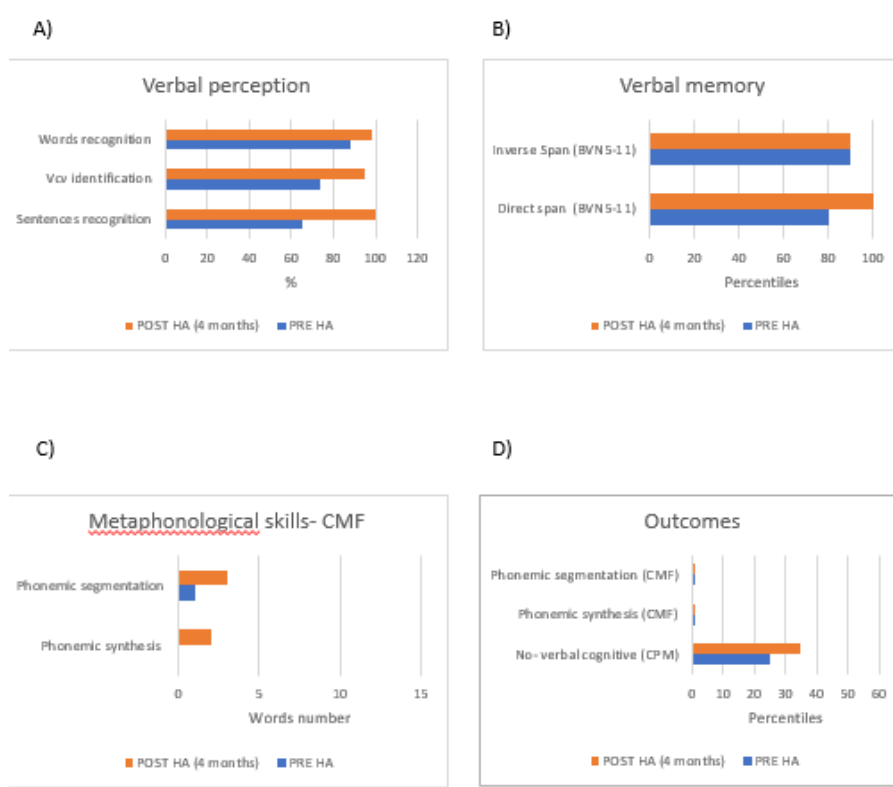 A)
Verbal perception
Words recognition
Vcv identification
Sentences recognition
0 20 40 60 80 100 120
%
POST HA (4 months) PRE HA
B)
Verbal memory
Inverse Span (BVN5-11)
Direct span (BVN5-11)
0 20 40 60 80 100
Percentiles
POST HA (4 months) PRE HA
C)
Metaphonological skills- CMF
Phonemic segmentation
Phonemic synthesis
0 5 10 15
Words number
POST HA (4 months) PRE HA
D)
Outcomes
Phonemic segmentation (CMF)
Phonemic synthesis (CMF)
No- verbal cognitive (CPM)
0 10 20 30 40 50 60
Percentiles
POST HA (4 months) PRE HA